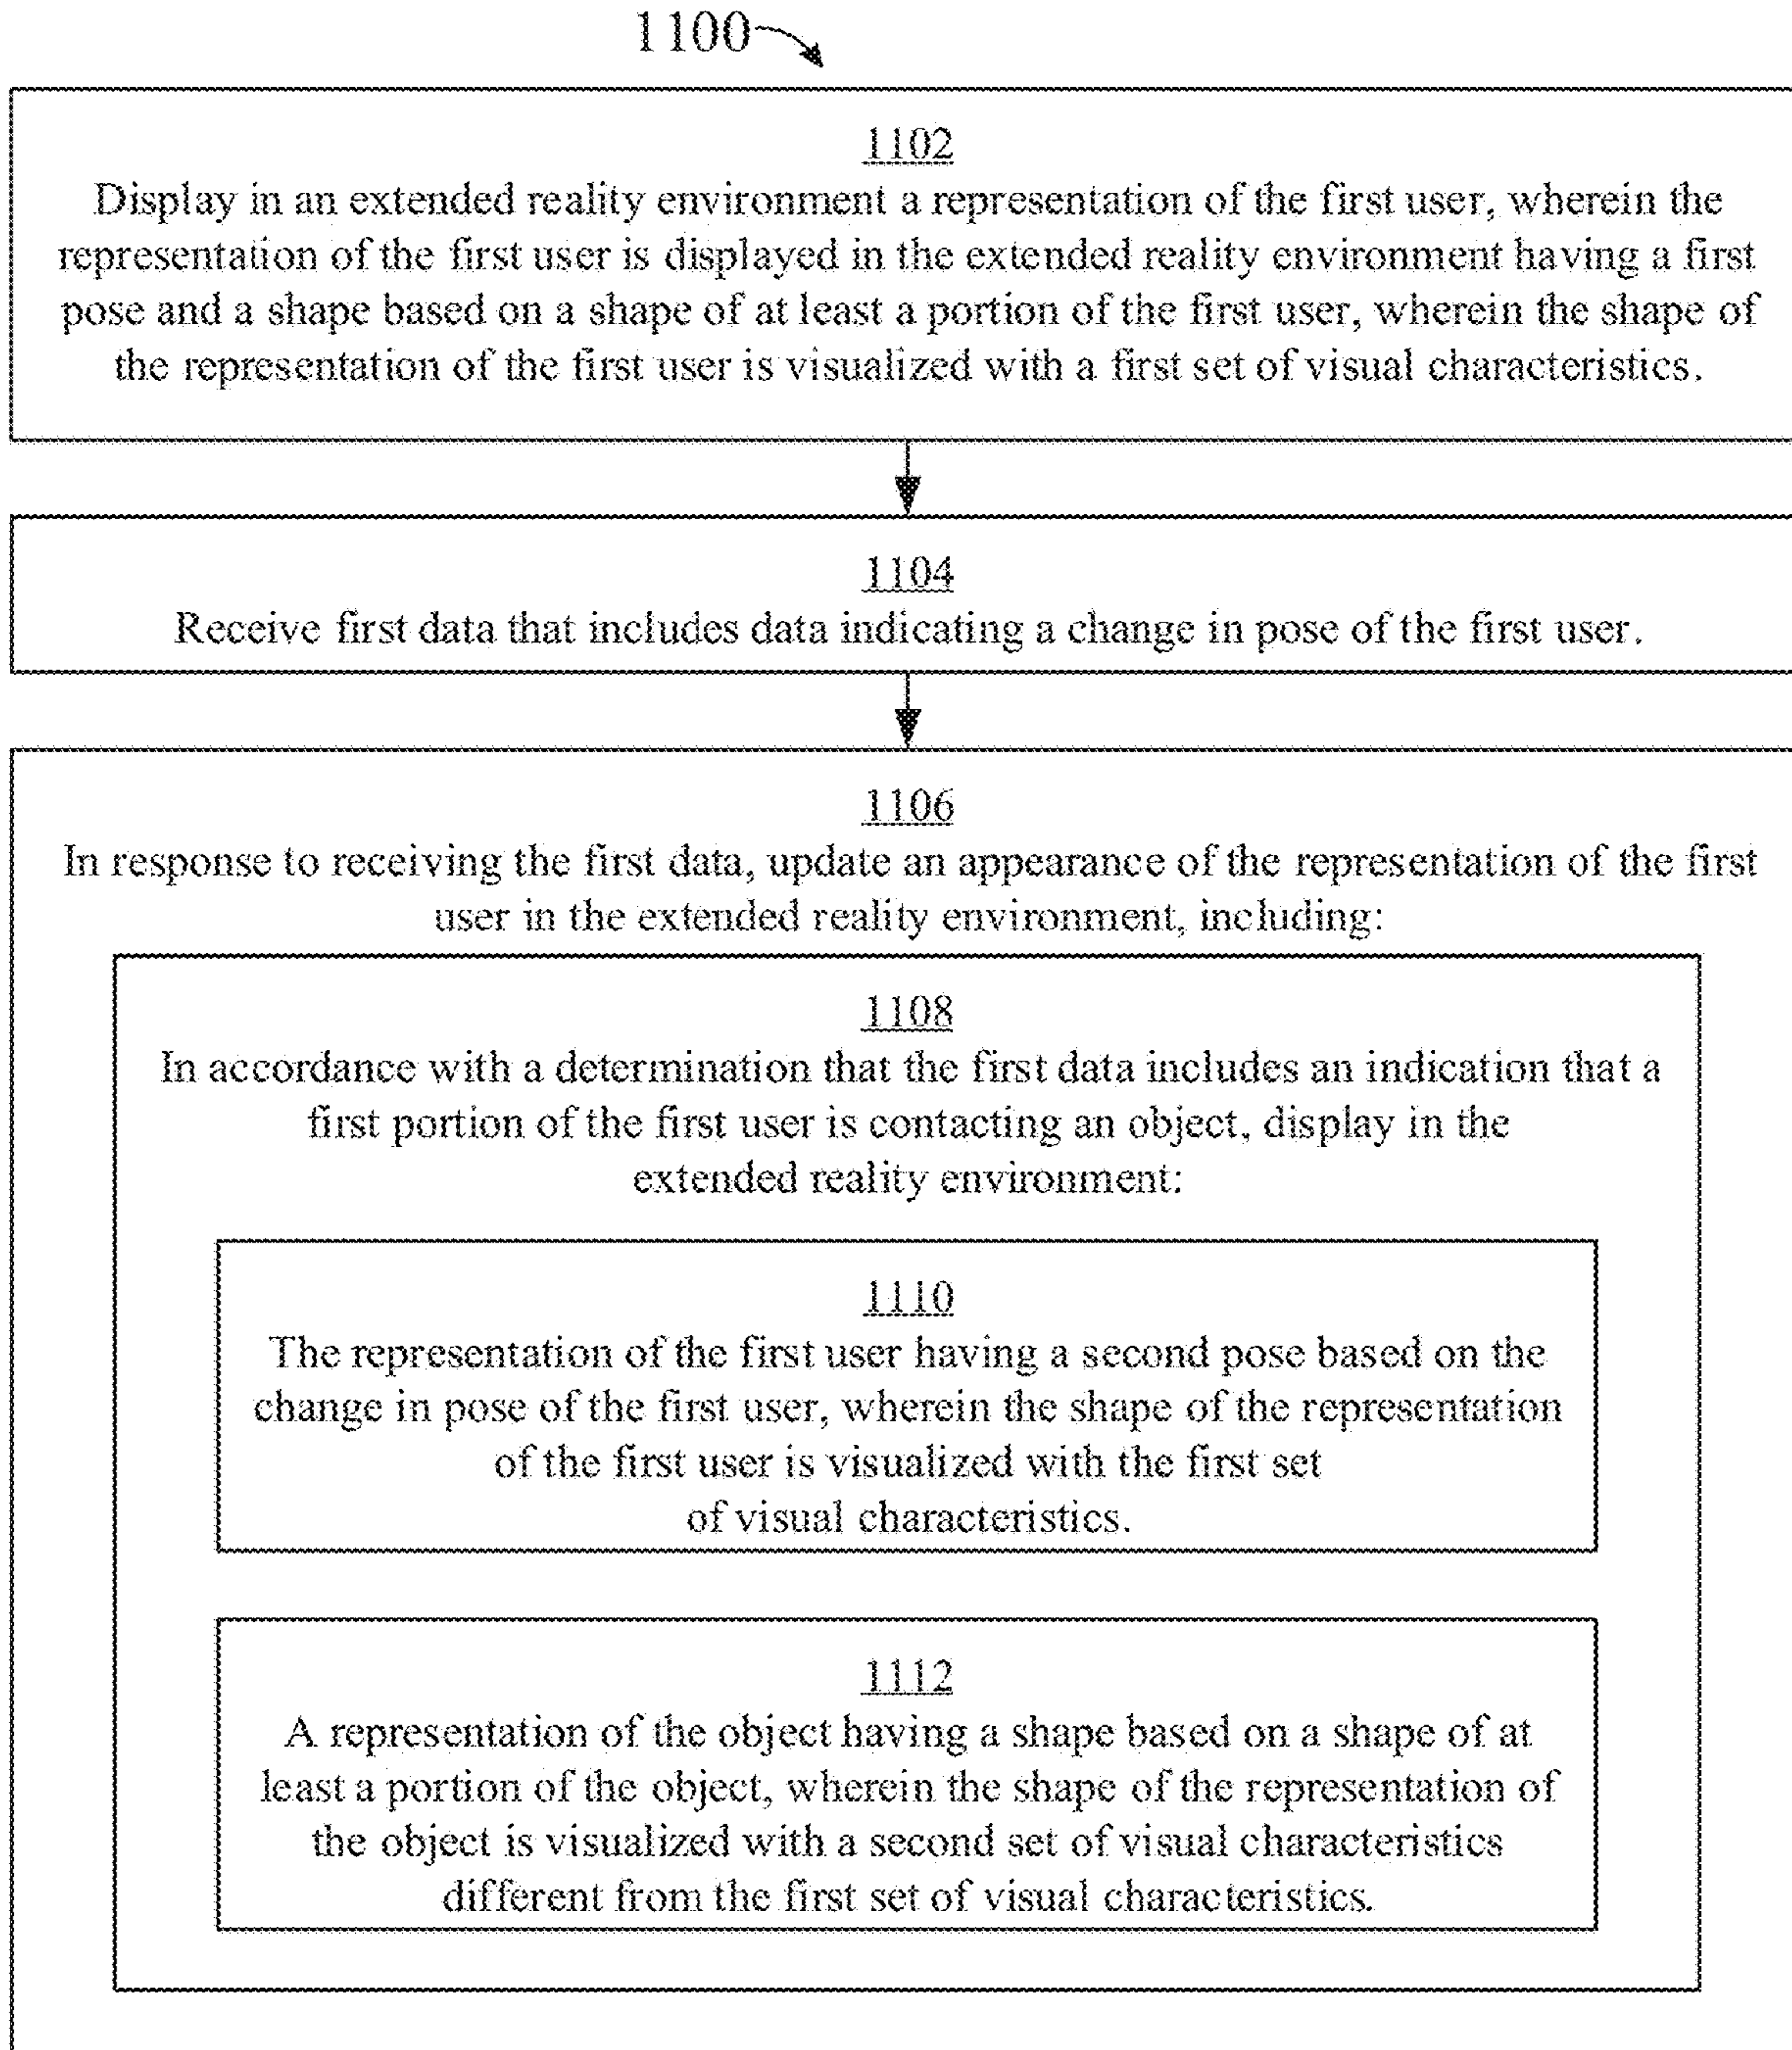 1100
1102
Display in an extended reality environment a representation of the first user, wherein the
representation of the first user is displayed in the extended reality environment having a first
pose and a shape based on a shape of at least a portion of the first user, wherein the shape of
the representation of the first user is visualized with a first set of visual characteristics.
1104
Receive first data that includes data indicating a change in pose of the first user.
1106
In response to receiving the first data, update an appearance of the representation of the first
user in the extended reality environment, including:
1108
In accordance with a determination that the first data includes an indication that a
first portion of the first user is contacting an object, display in the
extended reality environment:
1110
The representation of the first user having a second pose based on the
change in pose of the first user, wherein the shape of the representation
of the first user is visualized with the first set
of visual characteristics.
1112
A representation of the object having a shape based on a shape of at
least a portion of the object, wherein the shape of the representation of
the object is visualized with a second set of visual characteristics
different from the first set of visual characteristics.